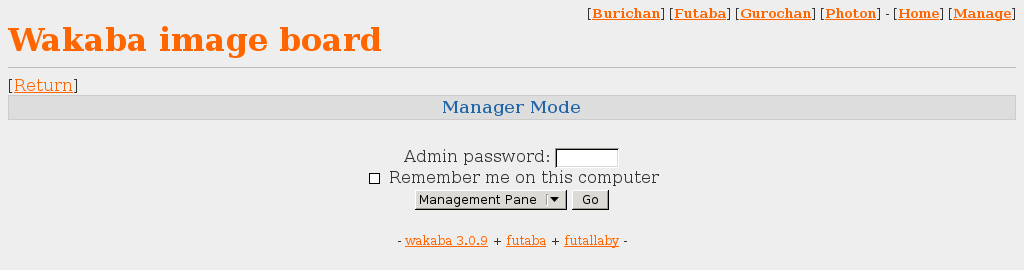 [Burichan] [Futaba] [Gurochan] [Photon] - [Home] [Manage]
Wakaba image board
[Return]
Manager Mode
Admin password:
Remember me on this computer
Management Pane Go
- wakaba 3.0.9 + futaba + futallaby -